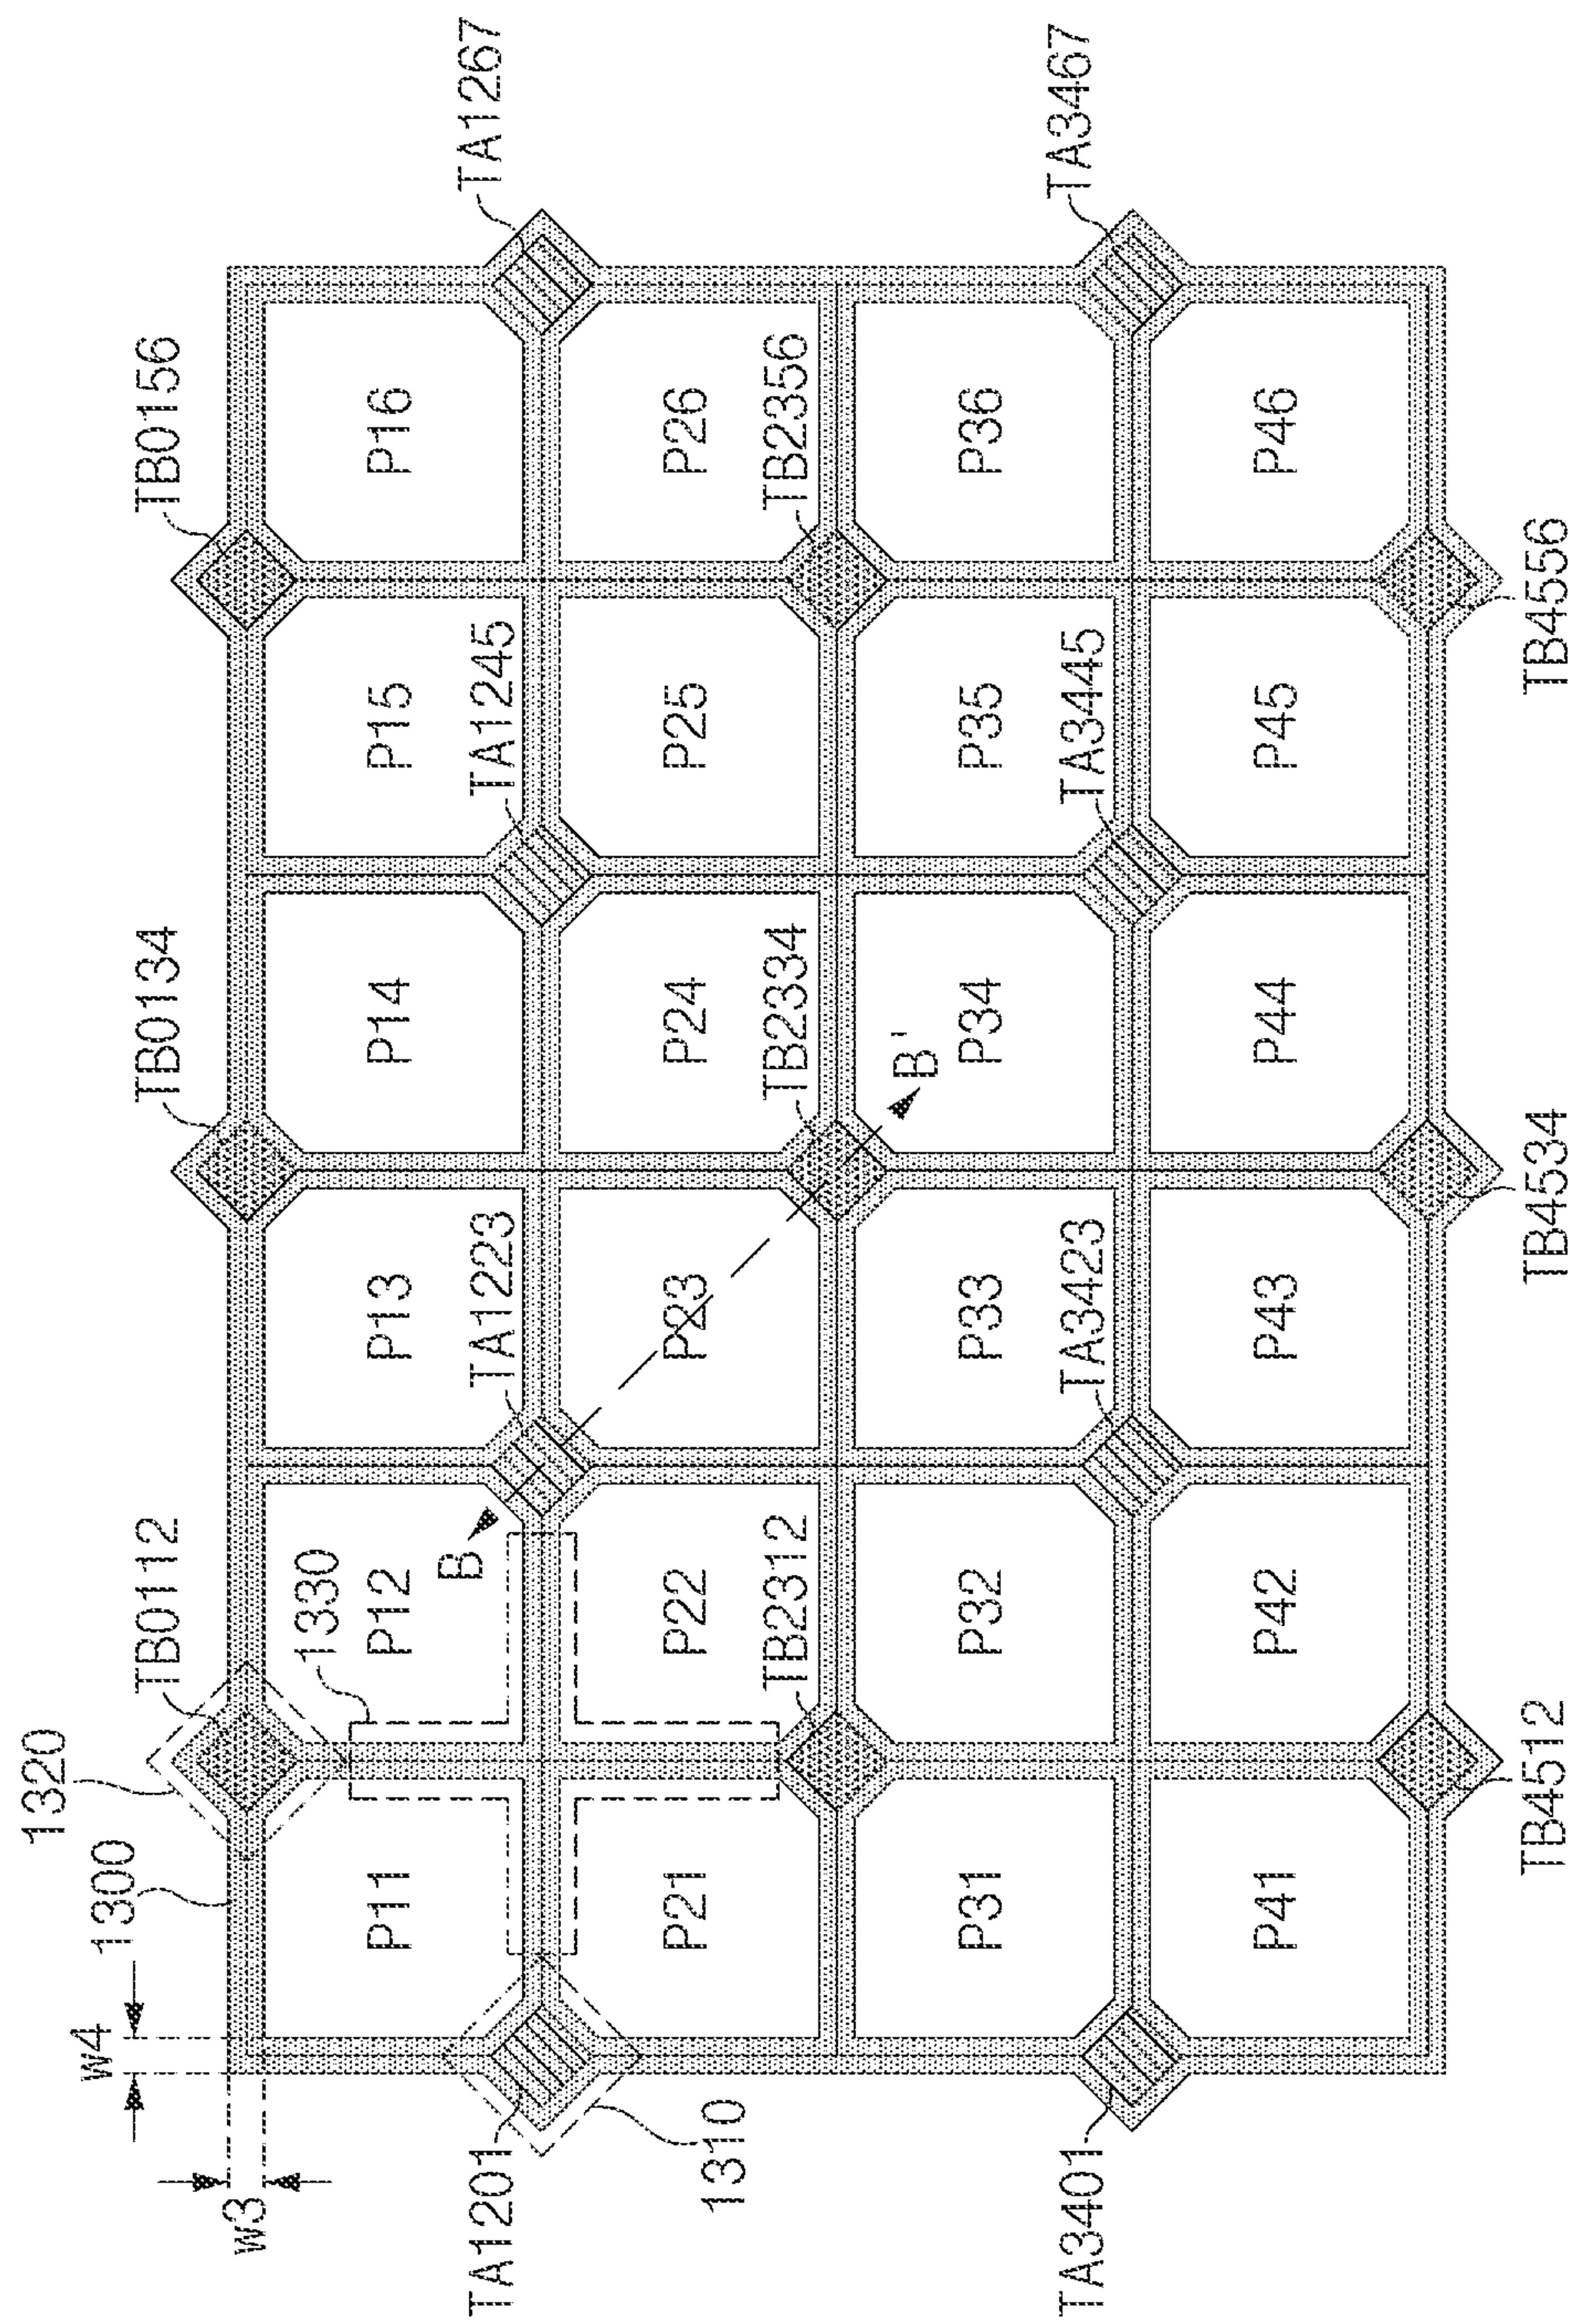 1320
1300
w4
w3
TB0112
TB0134
TB0156
1330
P11
P12
P13
P14
P15
P16
B
TA1201
TA1223
TA1245
TA1267
1310
P21
P22
P23
P24
P25
P26
TB2312
TB2334
TB2356
B'
P31
P32
P33
P34
P35
P36
TA3401
TA3423
TA3445
TA3467
P41
P42
P43
P44
P45
P46
TB4512
TB4534
TB4556